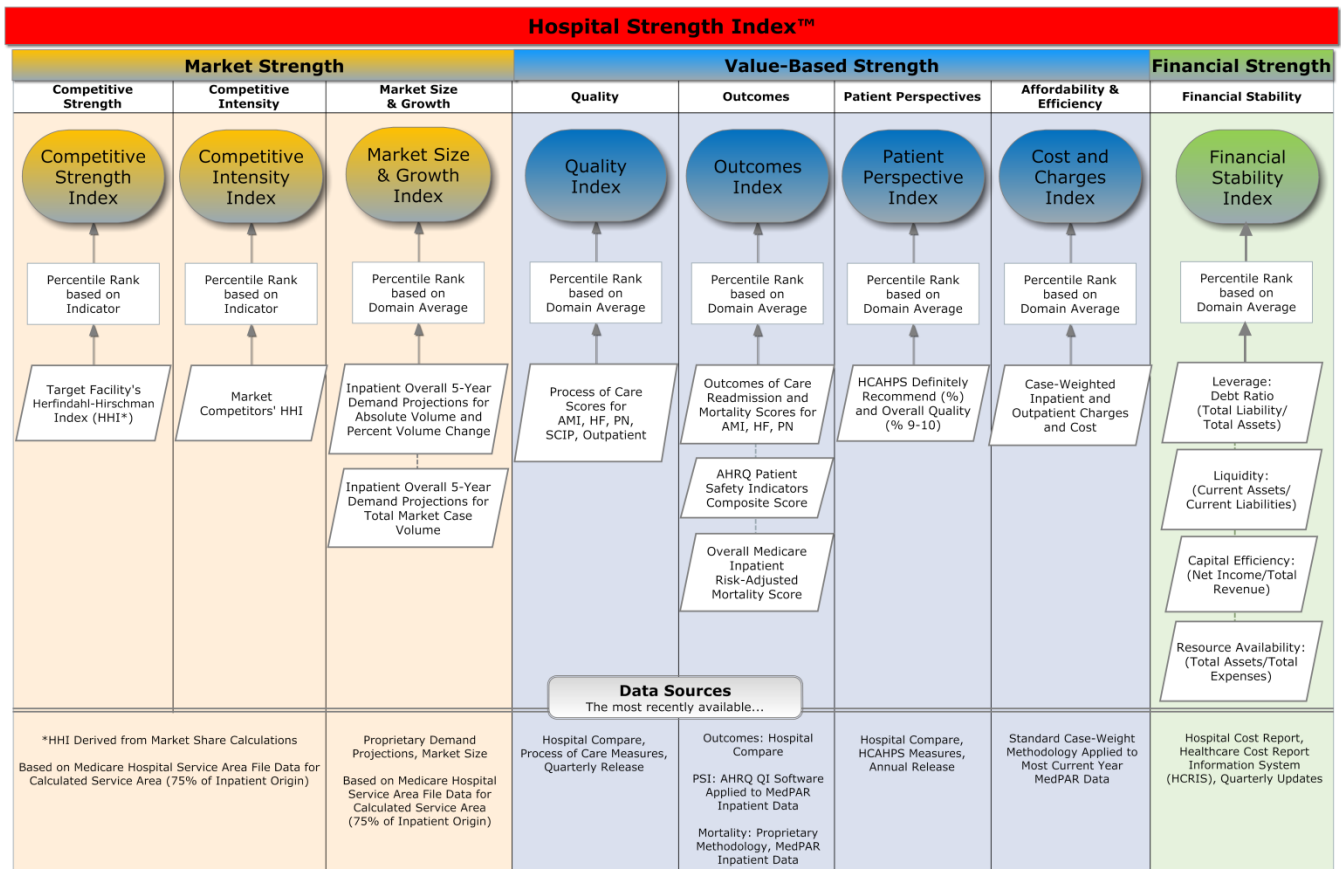 Hospital Strength Index™
Market Strength
Value-Based Strength
Financial Strength
Competitive
Strength
Competitive
Intensity
Market Size
& Growth
Quality
Outcomes
Patient Perspectives
Affordability &
Efficiency
Financial Stability
Competitive
Strength
Index
Competitive
Intensity
Index
Market Size
& Growth
Index
Quality
Index
Outcomes
Index
Patient
Perspective
Index
Cost and
Charges
Index
Financial
Stability
Index
Percentile Rank
based on
Indicator
Percentile Rank
based on
Indicator
Percentile Rank
based on
Domain Average
Percentile Rank
based on
Domain Average
Percentile Rank
based on
Domain Average
Percentile Rank
based on
Domain Average
Percentile Rank
based on
Domain Average
Percentile Rank
based on
Domain Average
Target Facility's
Herfindahl-Hirschman
Index (HHI*)
Market
Competitors' HHI
Inpatient Overall 5-Year
Demand Projections for
Absolute Volume and
Percent Volume Change
Inpatient Overall 5-Year
Demand Projections for
Total Market Case
Volume
Process of Care
Scores for
AMI, HF, PN,
SCIP, Outpatient
Outcomes of Care
Readmission and
Mortality Scores for
AMI, HF, PN
AHRQ Patient
Safety Indicators
Composite Score
Overall Medicare
Inpatient
Risk-Adjusted
Mortality Score
HCAHPS Definitely
Recommend (%)
and Overall Quality
(% 9-10)
Case-Weighted
Inpatient and
Outpatient Charges
and Cost
Leverage:
Debt Ratio
(Total Liability/
Total Assets)
Liquidity:
(Current Assets/
Current Liabilities)
Capital Efficiency:
(Net Income/Total
Revenue)
Resource Availability:
(Total Assets/Total
Expenses)
Data Sources
The most recently available...
*HHI Derived from Market Share Calculations
Based on Medicare Hospital Service Area File Data for
Calculated Service Area (75% of Inpatient Origin)
Proprietary Demand
Projections, Market Size
Based on Medicare Hospital
Service Area File Data for
Calculated Service Area
(75% of Inpatient Origin)
Hospital Compare,
Process of Care Measures,
Quarterly Release
Outcomes: Hospital
Compare
PSI: AHRQ QI Software
Applied to MedPAR
Inpatient Data
Mortality: Proprietary
Methodology, MedPAR
Inpatient Data
Hospital Compare,
HCAHPS Measures,
Annual Release
Standard Case-Weight
Methodology Applied to
Most Current Year
MedPAR Data
Hospital Cost Report,
Healthcare Cost Report
Information System
(HCRIS), Quarterly Updates